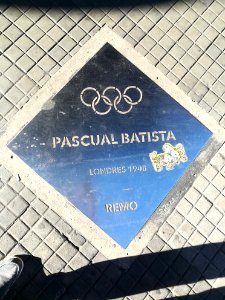 PASCUAL BATISTA
LONDRES 1948
REMO